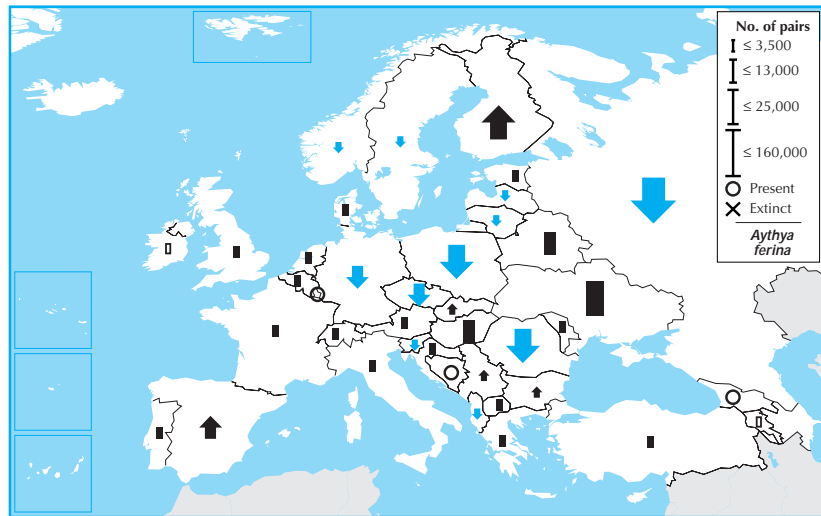 No. of pairs
≤ 3,500
≤ 13,000
≤ 25,000
≤ 160,000
Present
Extinct
Aythya
ferina